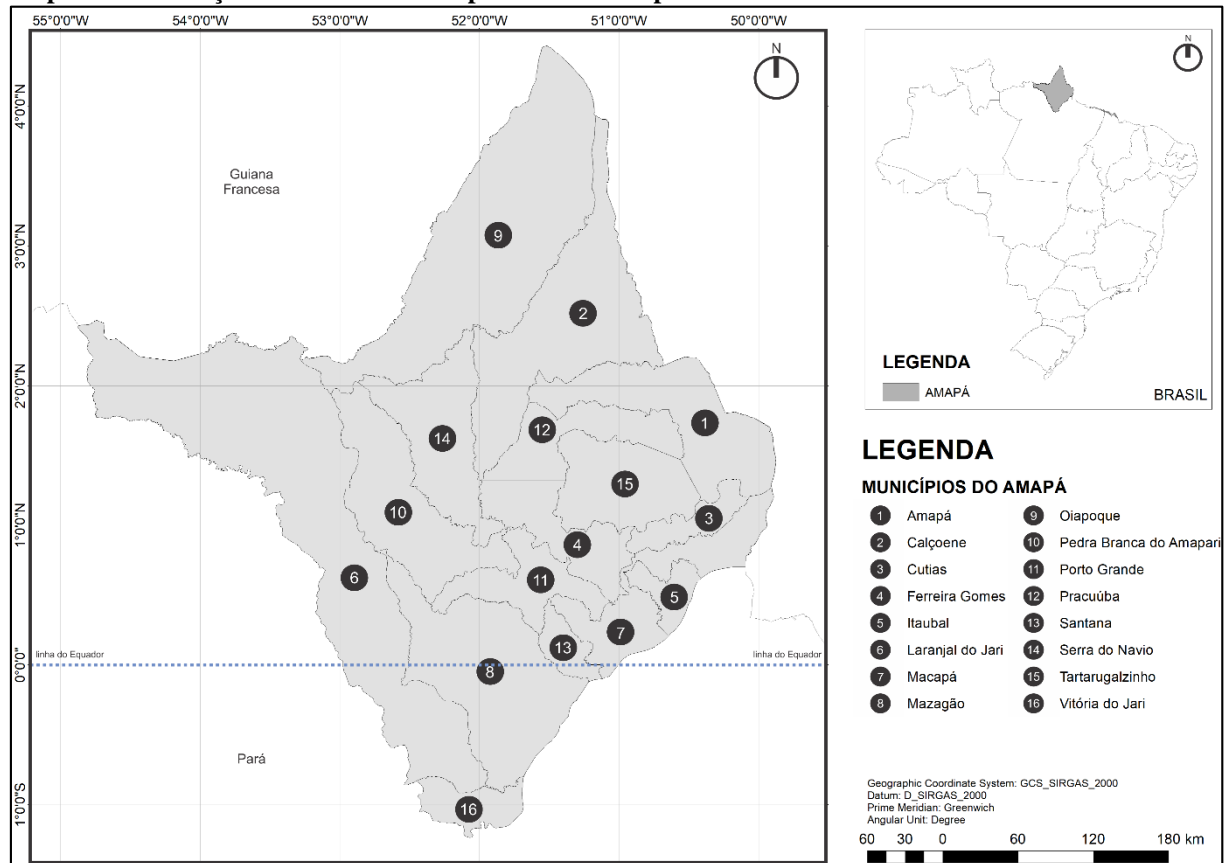 55°0'0"W 54°0'0"W 53°0'0"W 52°0'0"W 51°0'0"W 50°0'0"W
N
4°0'0"N
3°0'0"N
2°0'0"N
1°0'0"N
0°0'0"
1°0'0"S
Guiana
Francesa
9
2
1
12
14
15
10
3
4
6
11
5
7
13
linha do Equador
linha do Equador
8
Pará
16
N
LEGENDA
AMAPÁ
BRASIL
LEGENDA
MUNICÍPIOS DO AMAPÁ
1 Amapá
2 Calçoene
3 Cutias
4 Ferreira Gomes
5 Itaubal
6 Laranjal do Jari
7 Macapá
8 Mazagão
9 Oiapoque
10 Pedra Branca do Amapari
11 Porto Grande
12 Pracuúba
13 Santana
14 Serra do Navio
15 Tartarugalzinho
16 Vitória do Jari
Geographic Coordinate System: GCS_SIRGAS_2000
Datum: D_SIRGAS_2000
Prime Meridian: Greenwich
Angular Unit: Degree
60 30 0 60 120 180 km